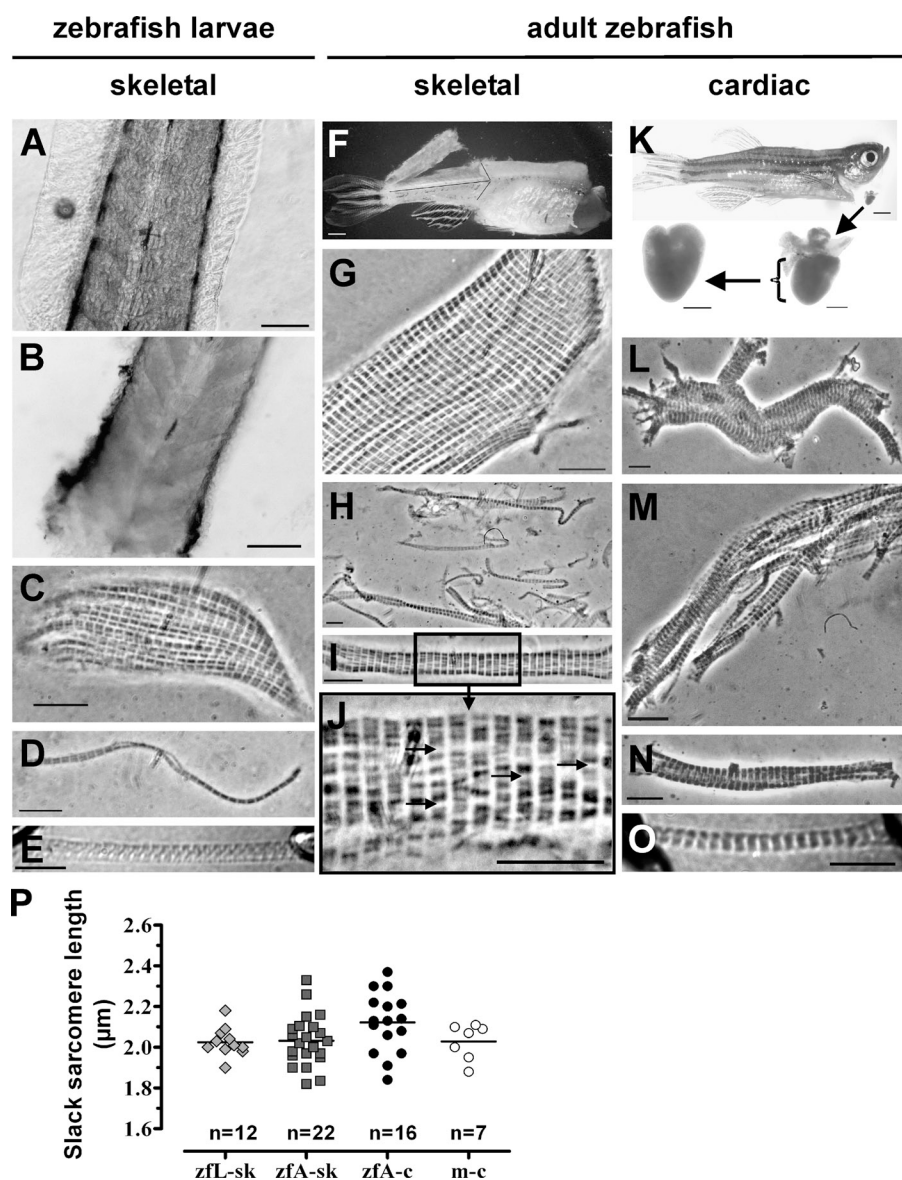 zebrafish larvae
adult zebrafish
skeletal
skeletal
cardiac
A
B
C
D
E
F
G
H
I
J
K
L
M
N
O
P
Slack sarcomere length
(µm)
2.6
2.4
2.2
2.0
1.8
1.6
n=12
n=22
n=16
n=7
zfL-sk
zfA-sk
zfA-c
m-c